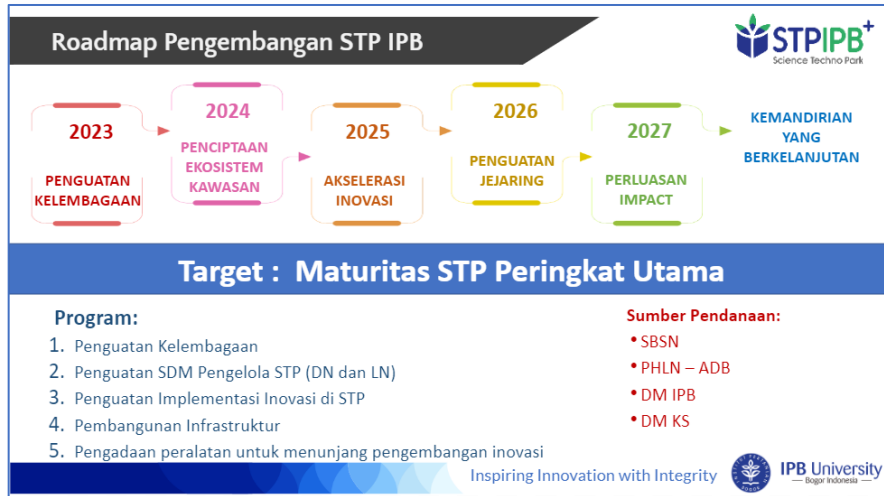 Roadmap Pengembangan STP IPB
STPIPB+
Science Techno Park
2023
PENGUATAN
KELEMBAGAAN
2024
PENCIPTAAN
EKOSISTEM
KAWASAN
2025
AKSELERASI
INOVASI
2026
PENGUATAN
JEJARING
2027
PERLUASAN
IMPACT
KEMANDIRIAN
YANG
BERKELANJUTAN
Target : Maturitas STP Peringkat Utama
Program:
1. Penguatan Kelembagaan
2. Penguatan SDM Pengelola STP (DN dan LN)
3. Penguatan Implementasi Inovasi di STP
4. Pembangunan Infrastruktur
5. Pengadaan peralatan untuk menunjang pengembangan inovasi
Sumber Pendanaan:
• SBSN
• PHLN – ADB
• DM IPB
• DM KS
Inspiring Innovation with Integrity
IPB University
— Bogor Indonesia —